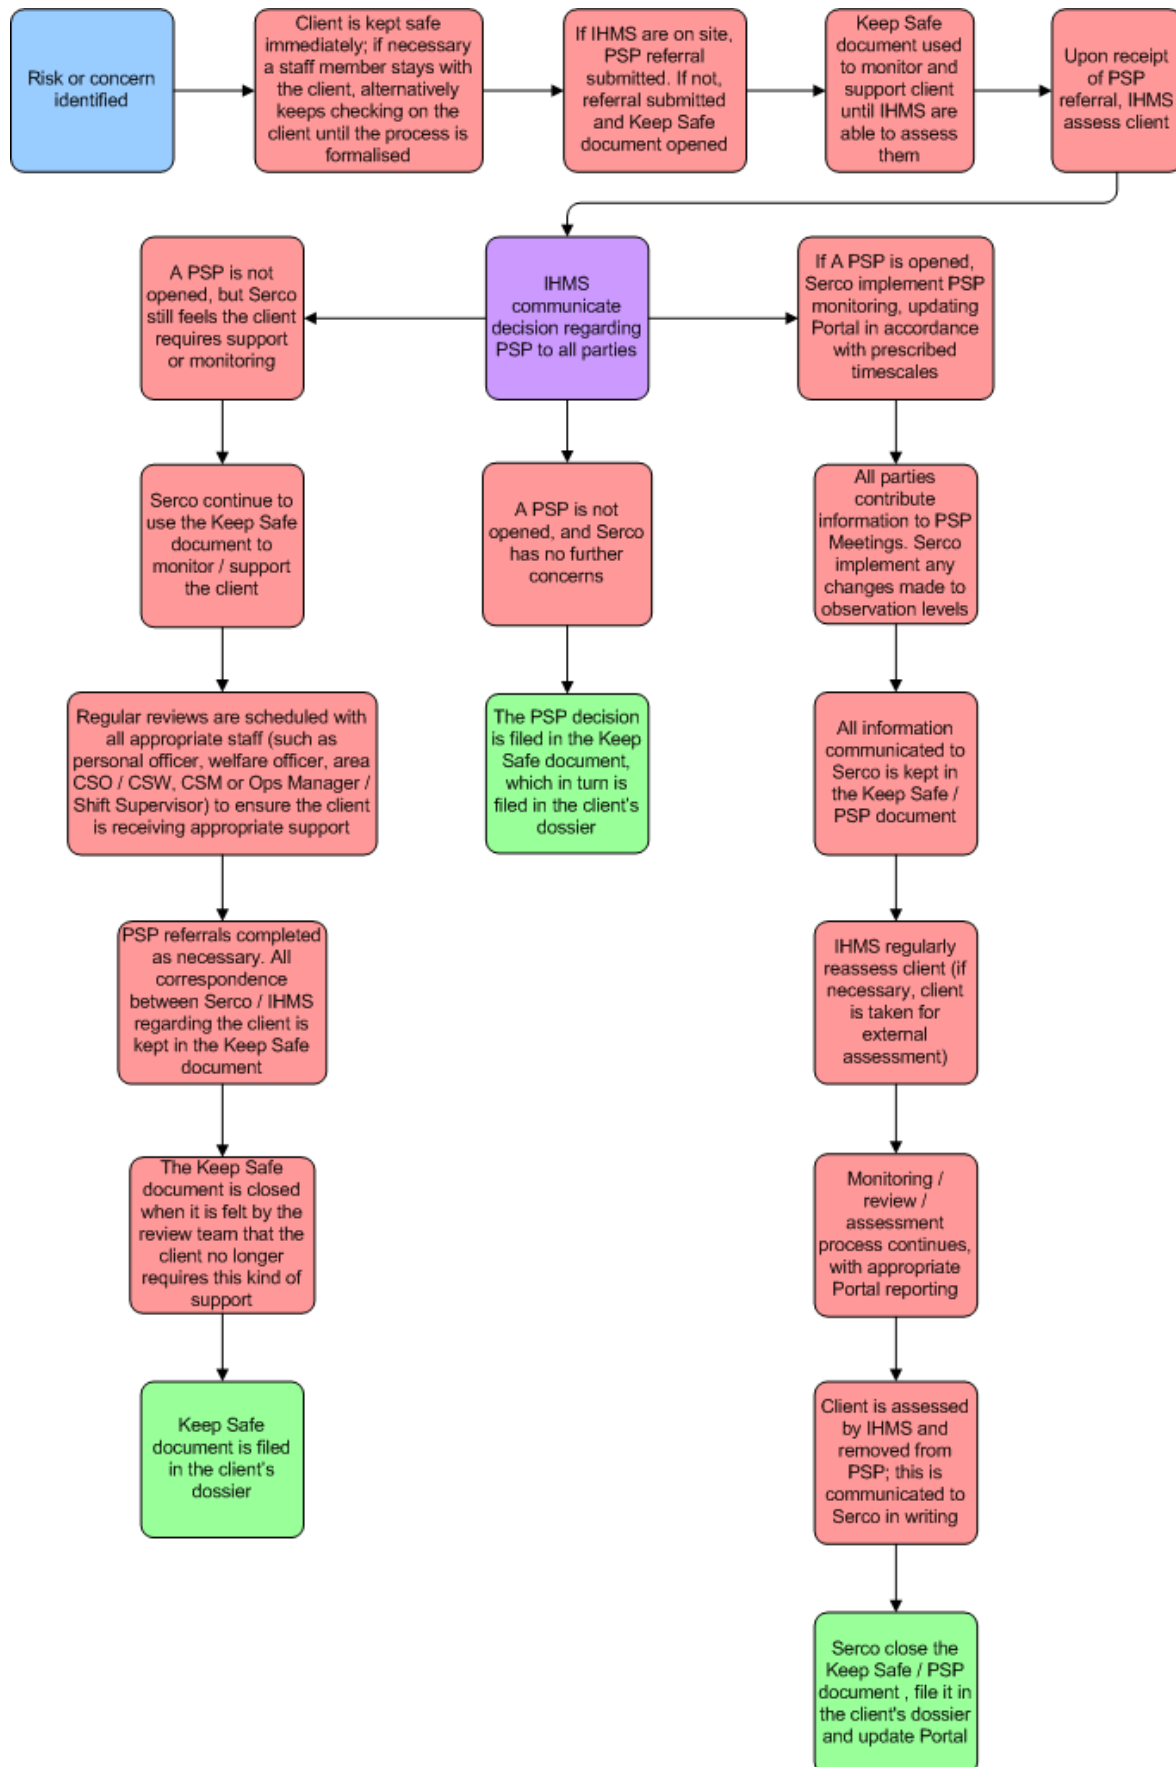 Risk or concern
identified
Client is kept safe
immediately; if necessary
a staff member stays with
the client, alternatively
keeps checking on the
client until the process is
formalised
If IHMS are on site,
PSP referral
submitted. If not,
referral submitted
and Keep Safe
document opened
Keep Safe
document used
to monitor and
support client
until IHMS are
able to assess
them
Upon receipt
of PSP
referral, IHMS
assess client
A PSP is not
opened, but Serco
still feels the client
requires support
or monitoring
IHMS
communicate
decision regarding
PSP to all parties
If A PSP is opened,
Serco implement PSP
monitoring, updating
Portal in accordance
with prescribed
timescales
Serco continue to
use the Keep Safe
document to
monitor / support
the client
A PSP is not
opened, and Serco
has no further
concerns
All parties
contribute
information to PSP
Meetings. Serco
implement any
changes made to
observation levels
Regular reviews are scheduled with
all appropriate staff (such as
personal officer, welfare officer, area
CSO / CSW, CSM or Ops Manager /
Shift Supervisor) to ensure the client
is receiving appropriate support
The PSP decision
is filed in the Keep
Safe document,
which in turn is
filed in the client's
dossier
All information
communicated to
Serco is kept in
the Keep Safe /
PSP document
PSP referrals completed
as necessary. All
correspondence
between Serco / IHMS
regarding the client is
kept in the Keep Safe
document
IHMS regularly
reassess client (if
necessary, client
is taken for
external
assessment)
The Keep Safe
document is closed
when it is felt by the
review team that the
client no longer
requires this kind of
support
Monitoring /
review /
assessment
process continues,
with appropriate
Portal reporting
Keep Safe
document is filed
in the client's
dossier
Client is assessed
by IHMS and
removed from
PSP; this is
communicated to
Serco in writing
Serco close the
Keep Safe / PSP
document , file it in
the client's dossier
and update Portal